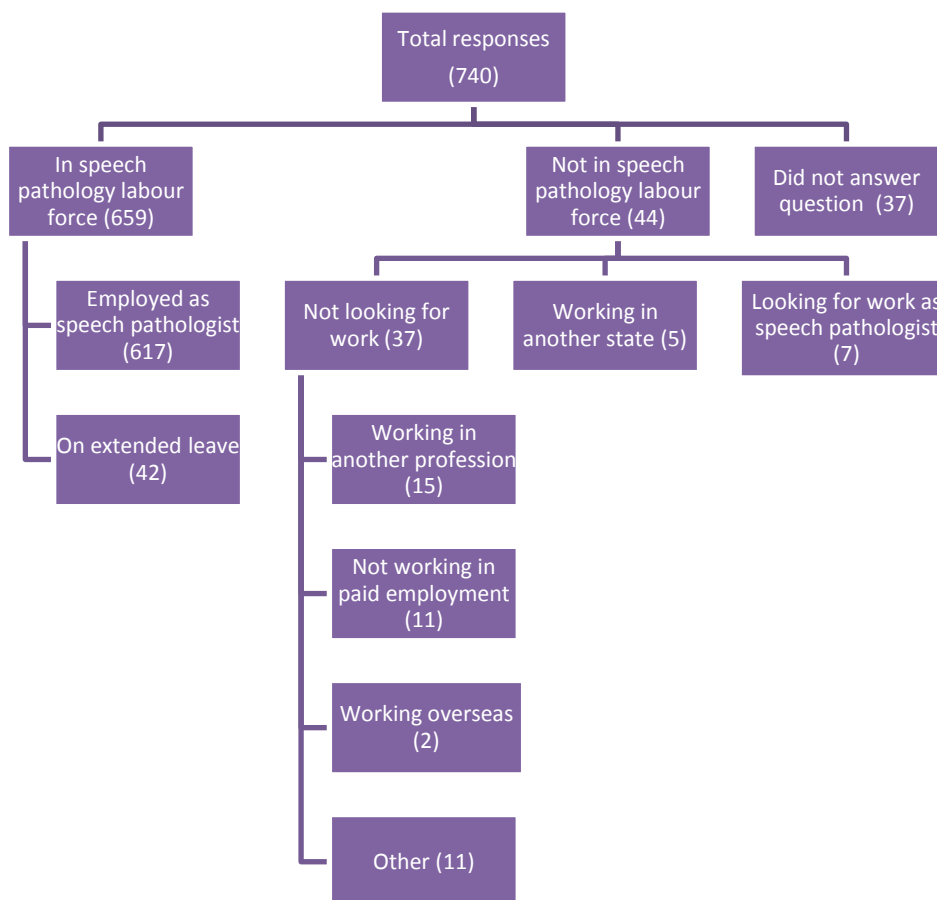 Total responses
(740)
In speech
pathology labour
force (659)
Not in speech
pathology labour
force (44)
Did not answer
question (37)
Employed as
speech pathologist
(617)
Not looking for
work (37)
Working in
another state (5)
Looking for work as
speech pathologist
(7)
On extended leave
(42)
Working in
another profession
(15)
Not working in
paid employment
(11)
Working overseas
(2)
Other (11)